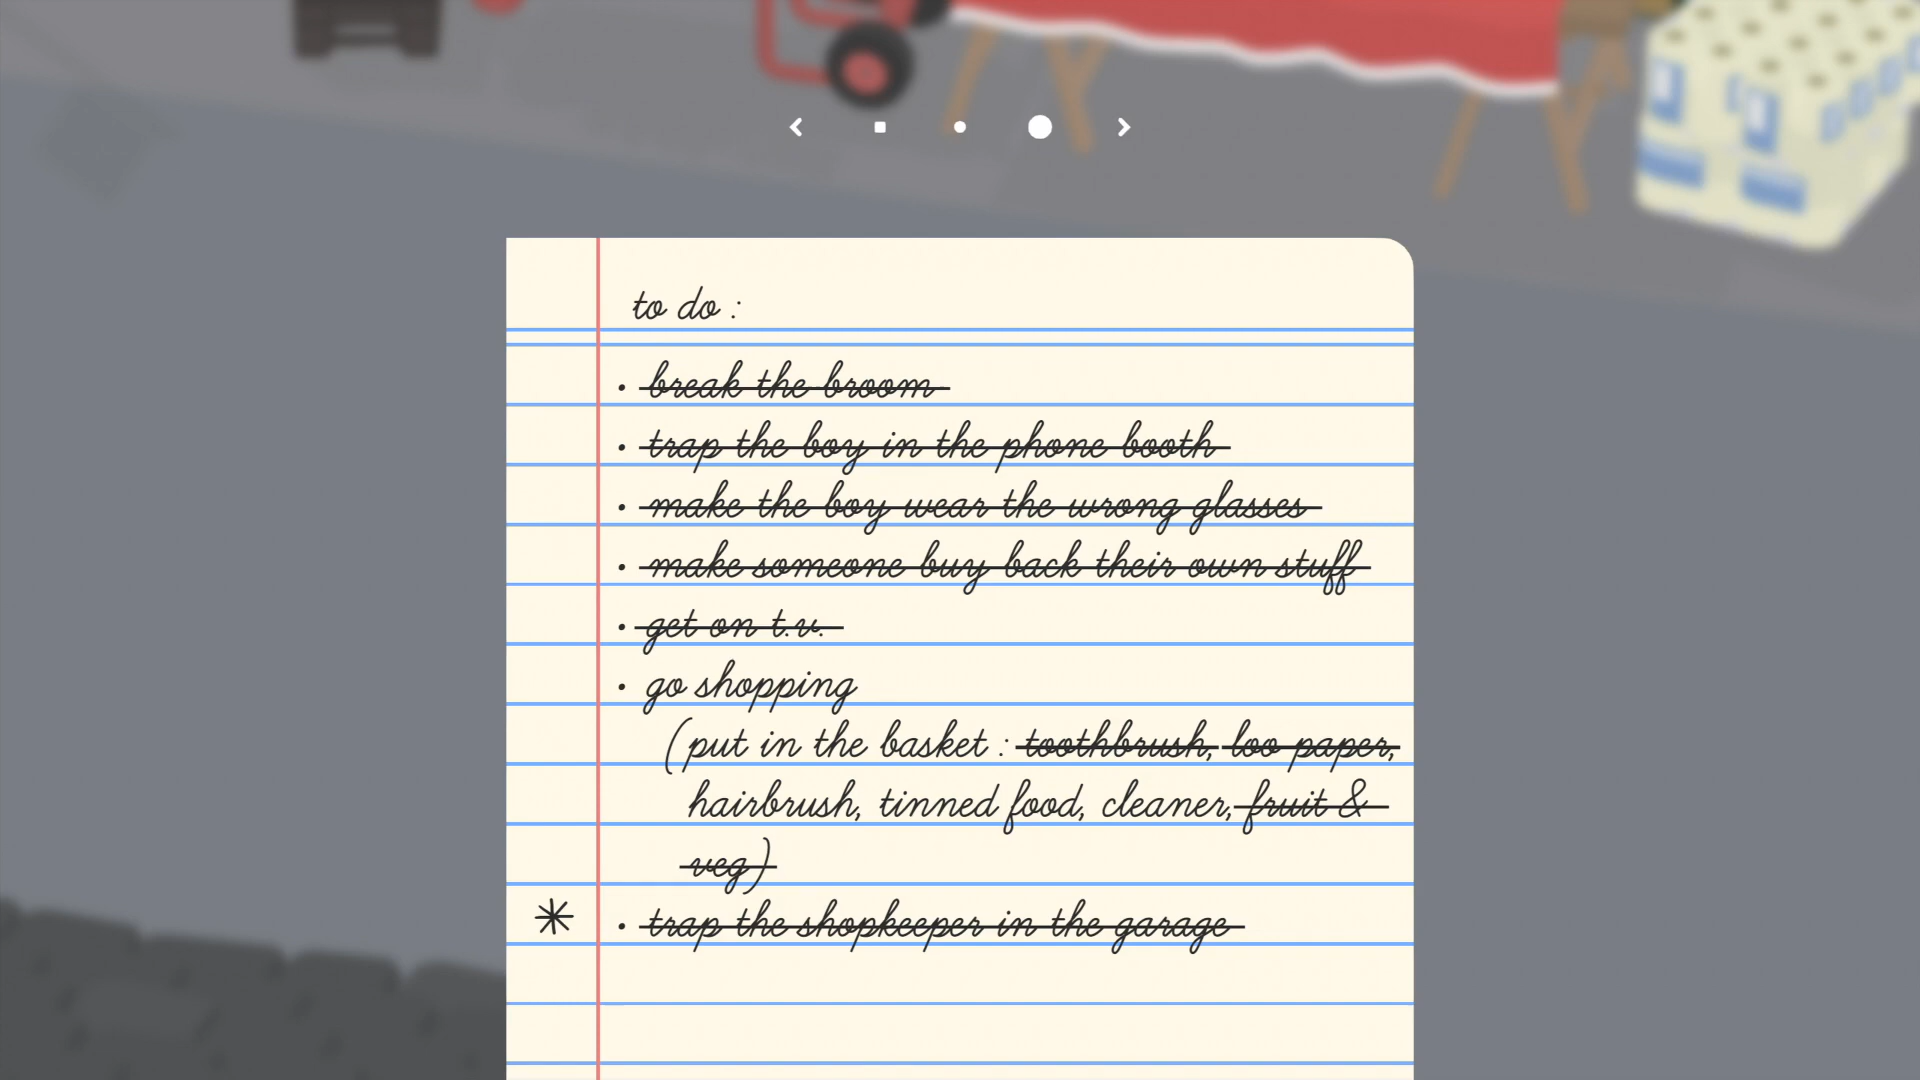 to do :
• break the broom
• trap the boy in the phone booth
• make the boy wear the wrong glasses
• make someone buy back their own stuff
• get on t.v.
• go shopping
(put in the basket : toothbrush, loo paper,
hairbrush, tinned food, cleaner, fruit &
veg)
* • trap the shopkeeper in the garage